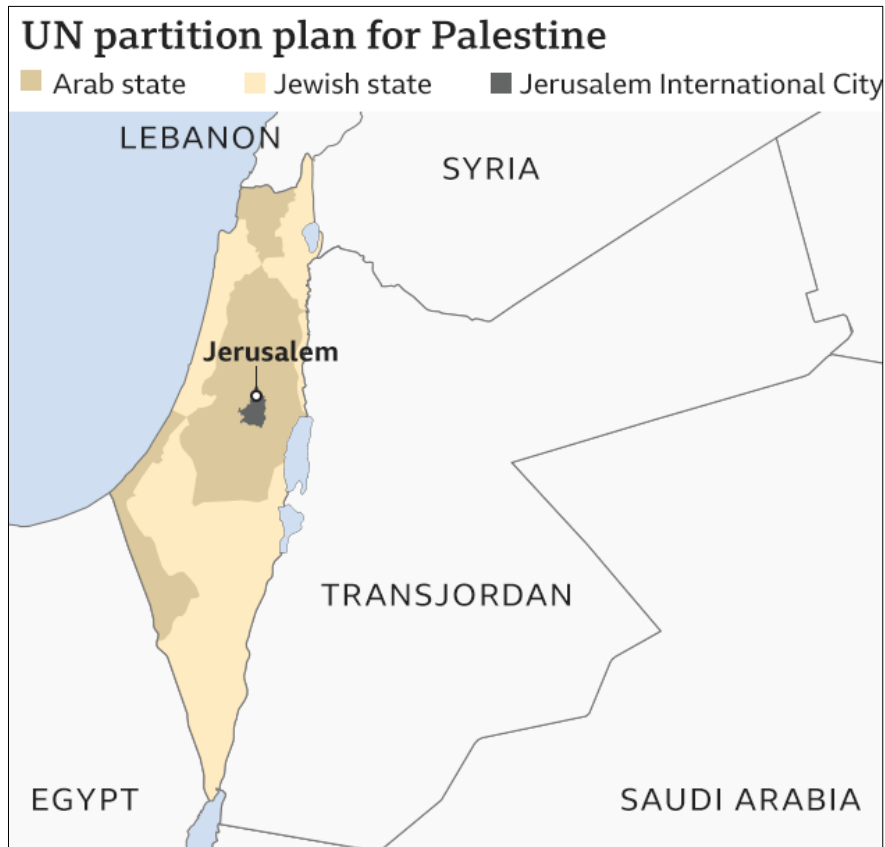 UN partition plan for Palestine
Arab state
Jewish state
Jerusalem International City
LEBANON
SYRIA
Jerusalem
TRANSJORDAN
EGYPT
SAUDI ARABIA